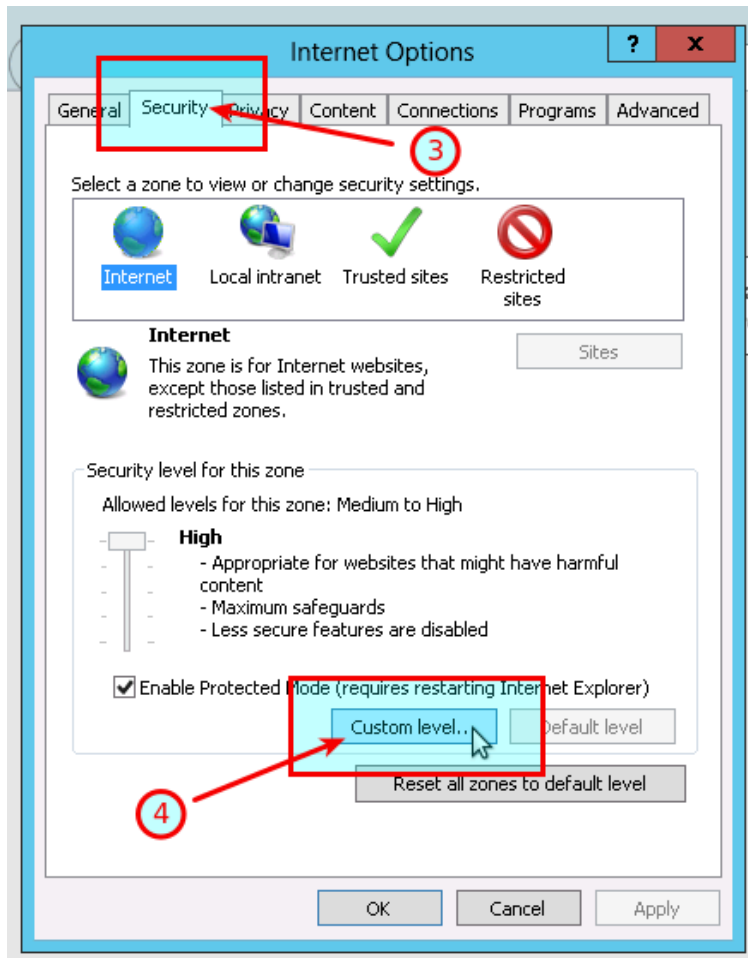 Internet Options
?
x
General Security Privacy Content Connections Programs Advanced
3
Select a zone to view or change security settings.
Internet Local intranet Trusted sites Restricted sites
Internet
This zone is for Internet websites,
except those listed in trusted and
restricted zones.
Sites
Security level for this zone
Allowed levels for this zone: Medium to High
High
- Appropriate for websites that might have harmful
content
- Maximum safeguards
- Less secure features are disabled
Enable Protected Mode (requires restarting Internet Explorer)
Custom level... Default level
Reset all zones to default level
4
OK Cancel Apply